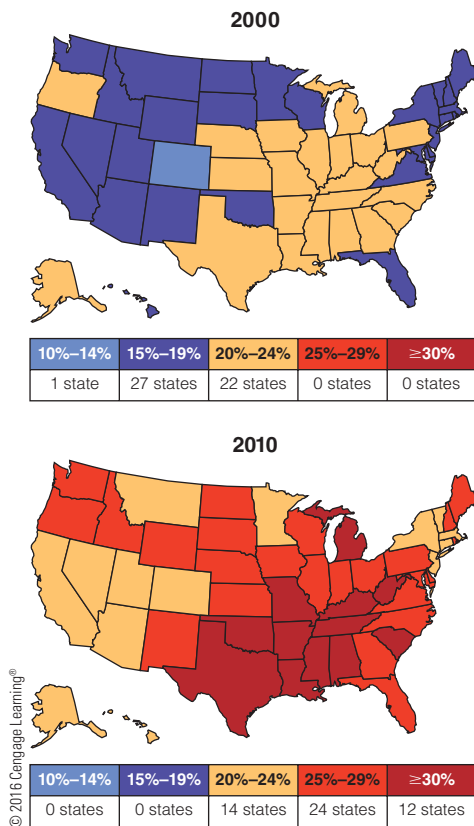 2000
10%–14% 15%–19% 20%–24% 25%–29% ≥30%
1 state 27 states 22 states 0 states 0 states
2010
10%–14% 15%–19% 20%–24% 25%–29% ≥30%
0 states 0 states 14 states 24 states 12 states
© 2016 Cengage Learning®